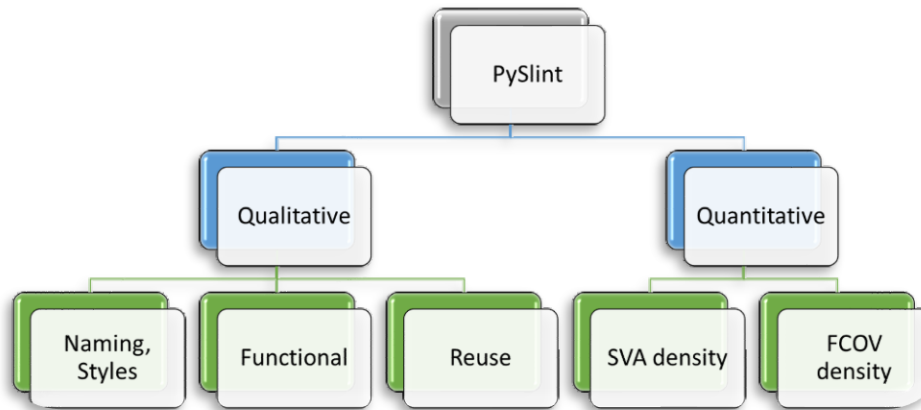 PySlint
Qualitative
Quantitative
Naming,
Styles
Functional
Reuse
SVA density
FCOV
density